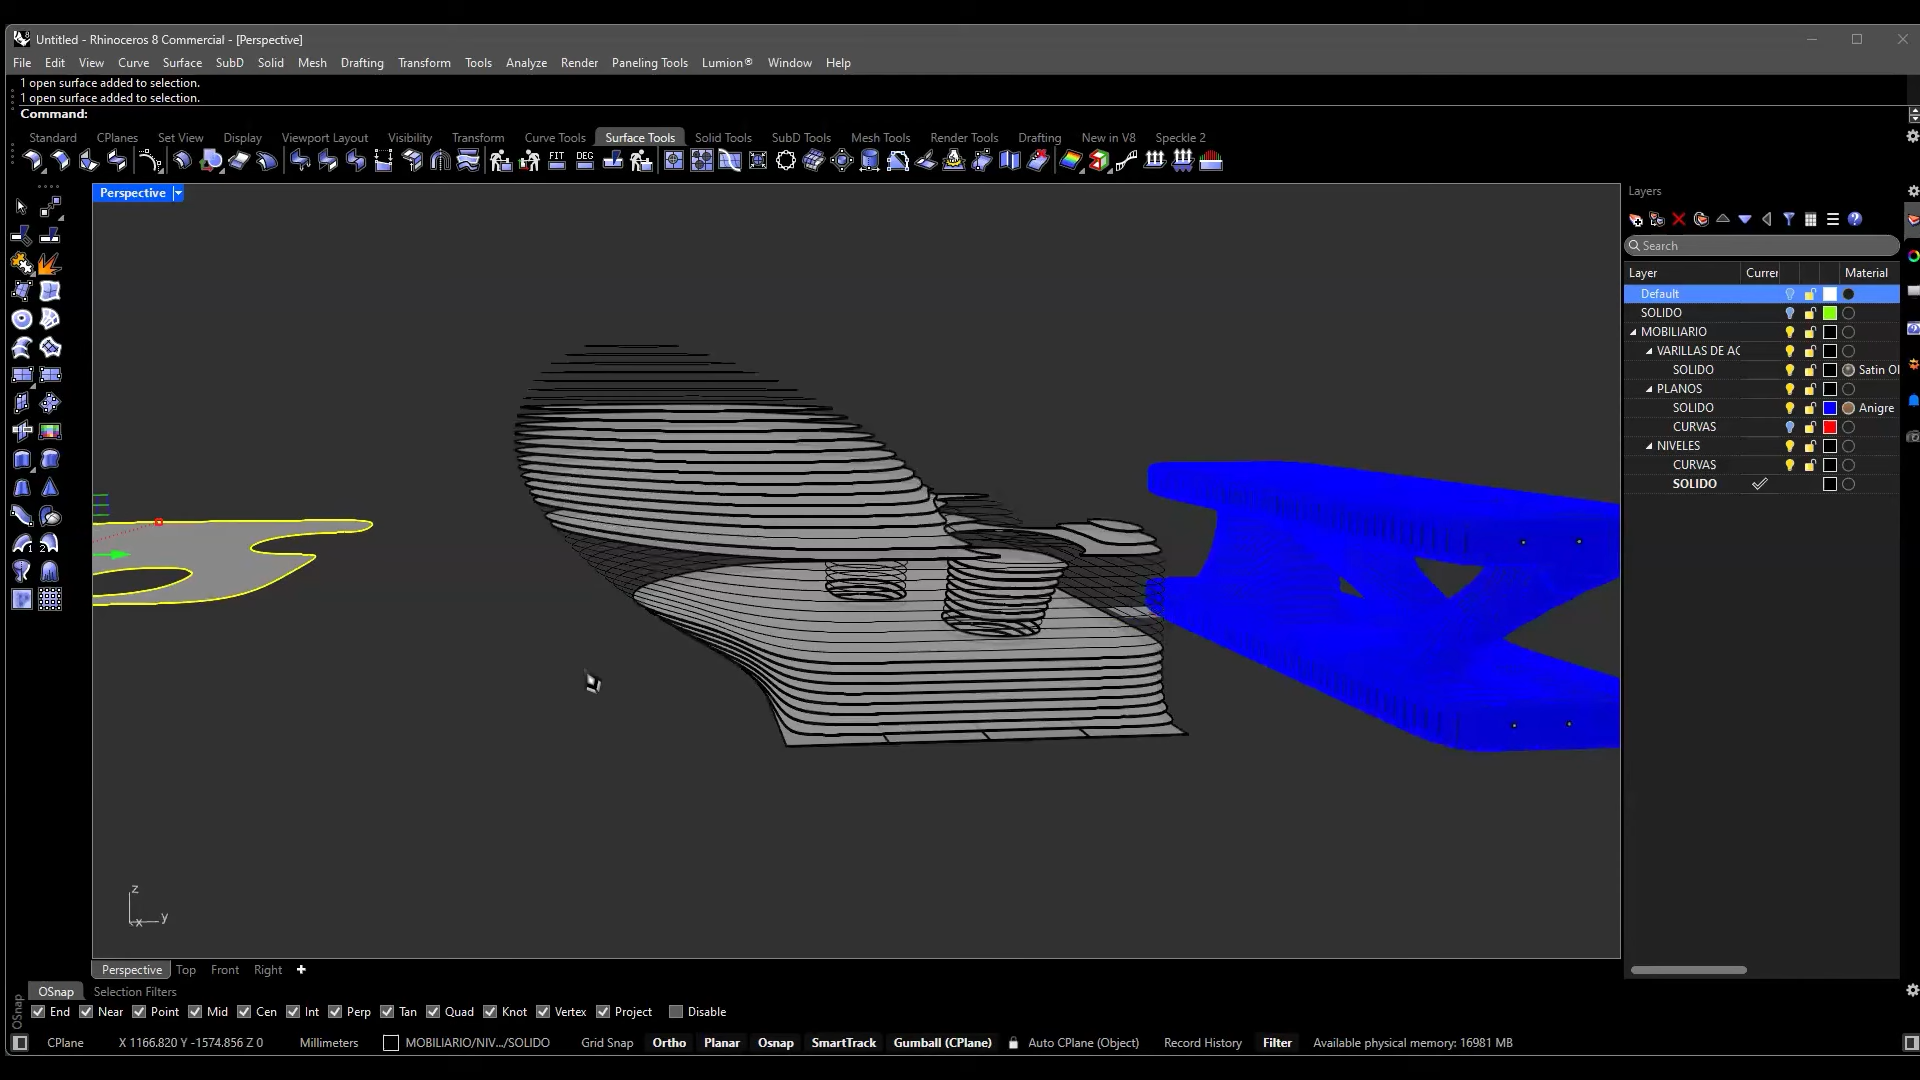 Untitled - Rhinoceros 8 Commercial - [Perspective]
File Edit View Curve Surface SubD Solid Mesh Drafting Transform Tools Analyze Render Paneling Tools Lumion® Window Help
1 open surface added to selection.
1 open surface added to selection.
Command:
Standard CPlanes Set View Display Viewport Layout Visibility Transform Curve Tools Surface Tools Solid Tools SubD Tools Mesh Tools Render Tools Drafting New in V8 Speckle 2
FIT DEG
Perspective
Layers
Search
Layer Currer Material
Default
SOLIDO
MOBILIARIO
VARILLAS DE AC
SOLIDO Satin Ol
PLANOS
SOLIDO Anigre
CURVAS
NIVELES
CURVAS
SOLIDO
1 2
z
x y
Perspective Top Front Right
OSnap Selection Filters
OSnap
End Near Point Mid Cen Int Perp Tan Quad Knot Vertex Project Disable
CPlane X 1166.820 Y -1574.856 Z 0 Millimeters MOBILIARIO/NIV.../SOLIDO Grid Snap Ortho Planar Osnap SmartTrack Gumball (CPlane) Auto CPlane (Object) Record History Filter Available physical memory: 16981 MB